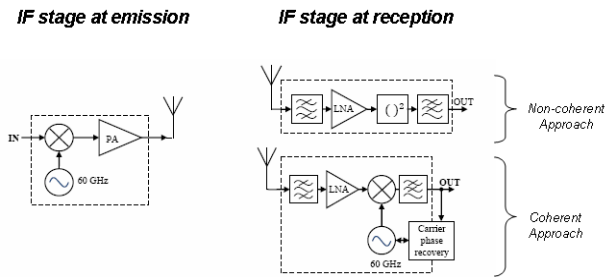 IF stage at emission
IF stage at reception
IN
PA
60 GHz
LNA
( )²
OUT
Non-coherent
Approach
LNA
OUT
Carrier
phase
recovery
60 GHz
Coherent
Approach